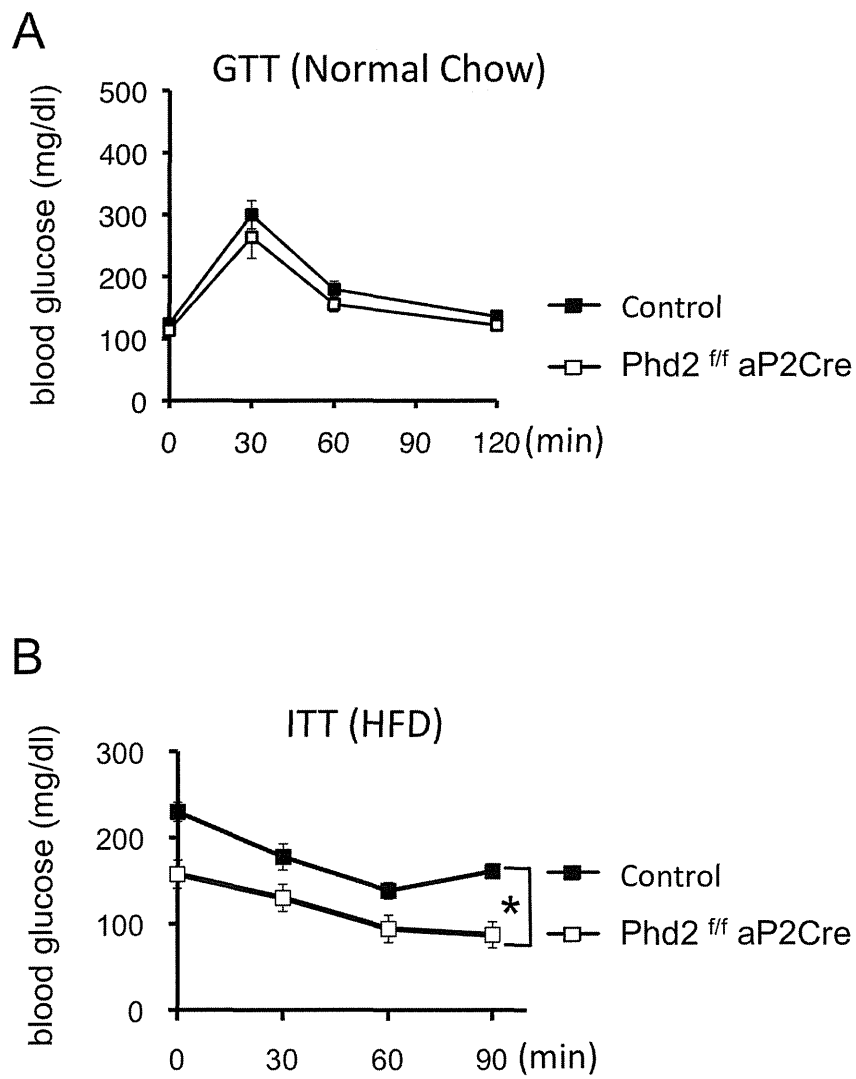 A
GTT (Normal Chow)
blood glucose (mg/dl)
500
400
300
200
100
0
0 30 60 90 120 (min)
Control
Phd2 f/f aP2Cre
B
ITT (HFD)
blood glucose (mg/dl)
300
200
100
0
0 30 60 90 (min)
*
Control
Phd2 f/f aP2Cre